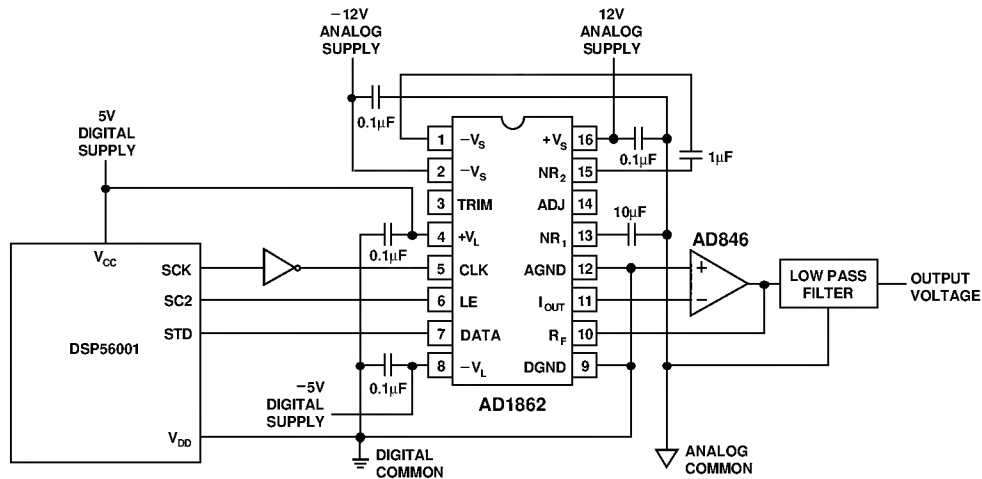 −12V
ANALOG
SUPPLY
12V
ANALOG
SUPPLY
5V
DIGITAL
SUPPLY
0.1µF
1 −VS
+VS 16
0.1µF
1µF
2 −VS
NR2 15
3 TRIM
ADJ 14
10µF
0.1µF
4 +VL
NR1 13
AD846
VCC
SCK
5 CLK
AGND 12
+
LOW PASS
FILTER
OUTPUT
VOLTAGE
SC2
6 LE
IOUT 11
−
STD
7 DATA
RF 10
DSP56001
0.1µF
8 −VL
DGND 9
−5V
DIGITAL
SUPPLY
AD1862
VDD
DIGITAL
COMMON
ANALOG
COMMON